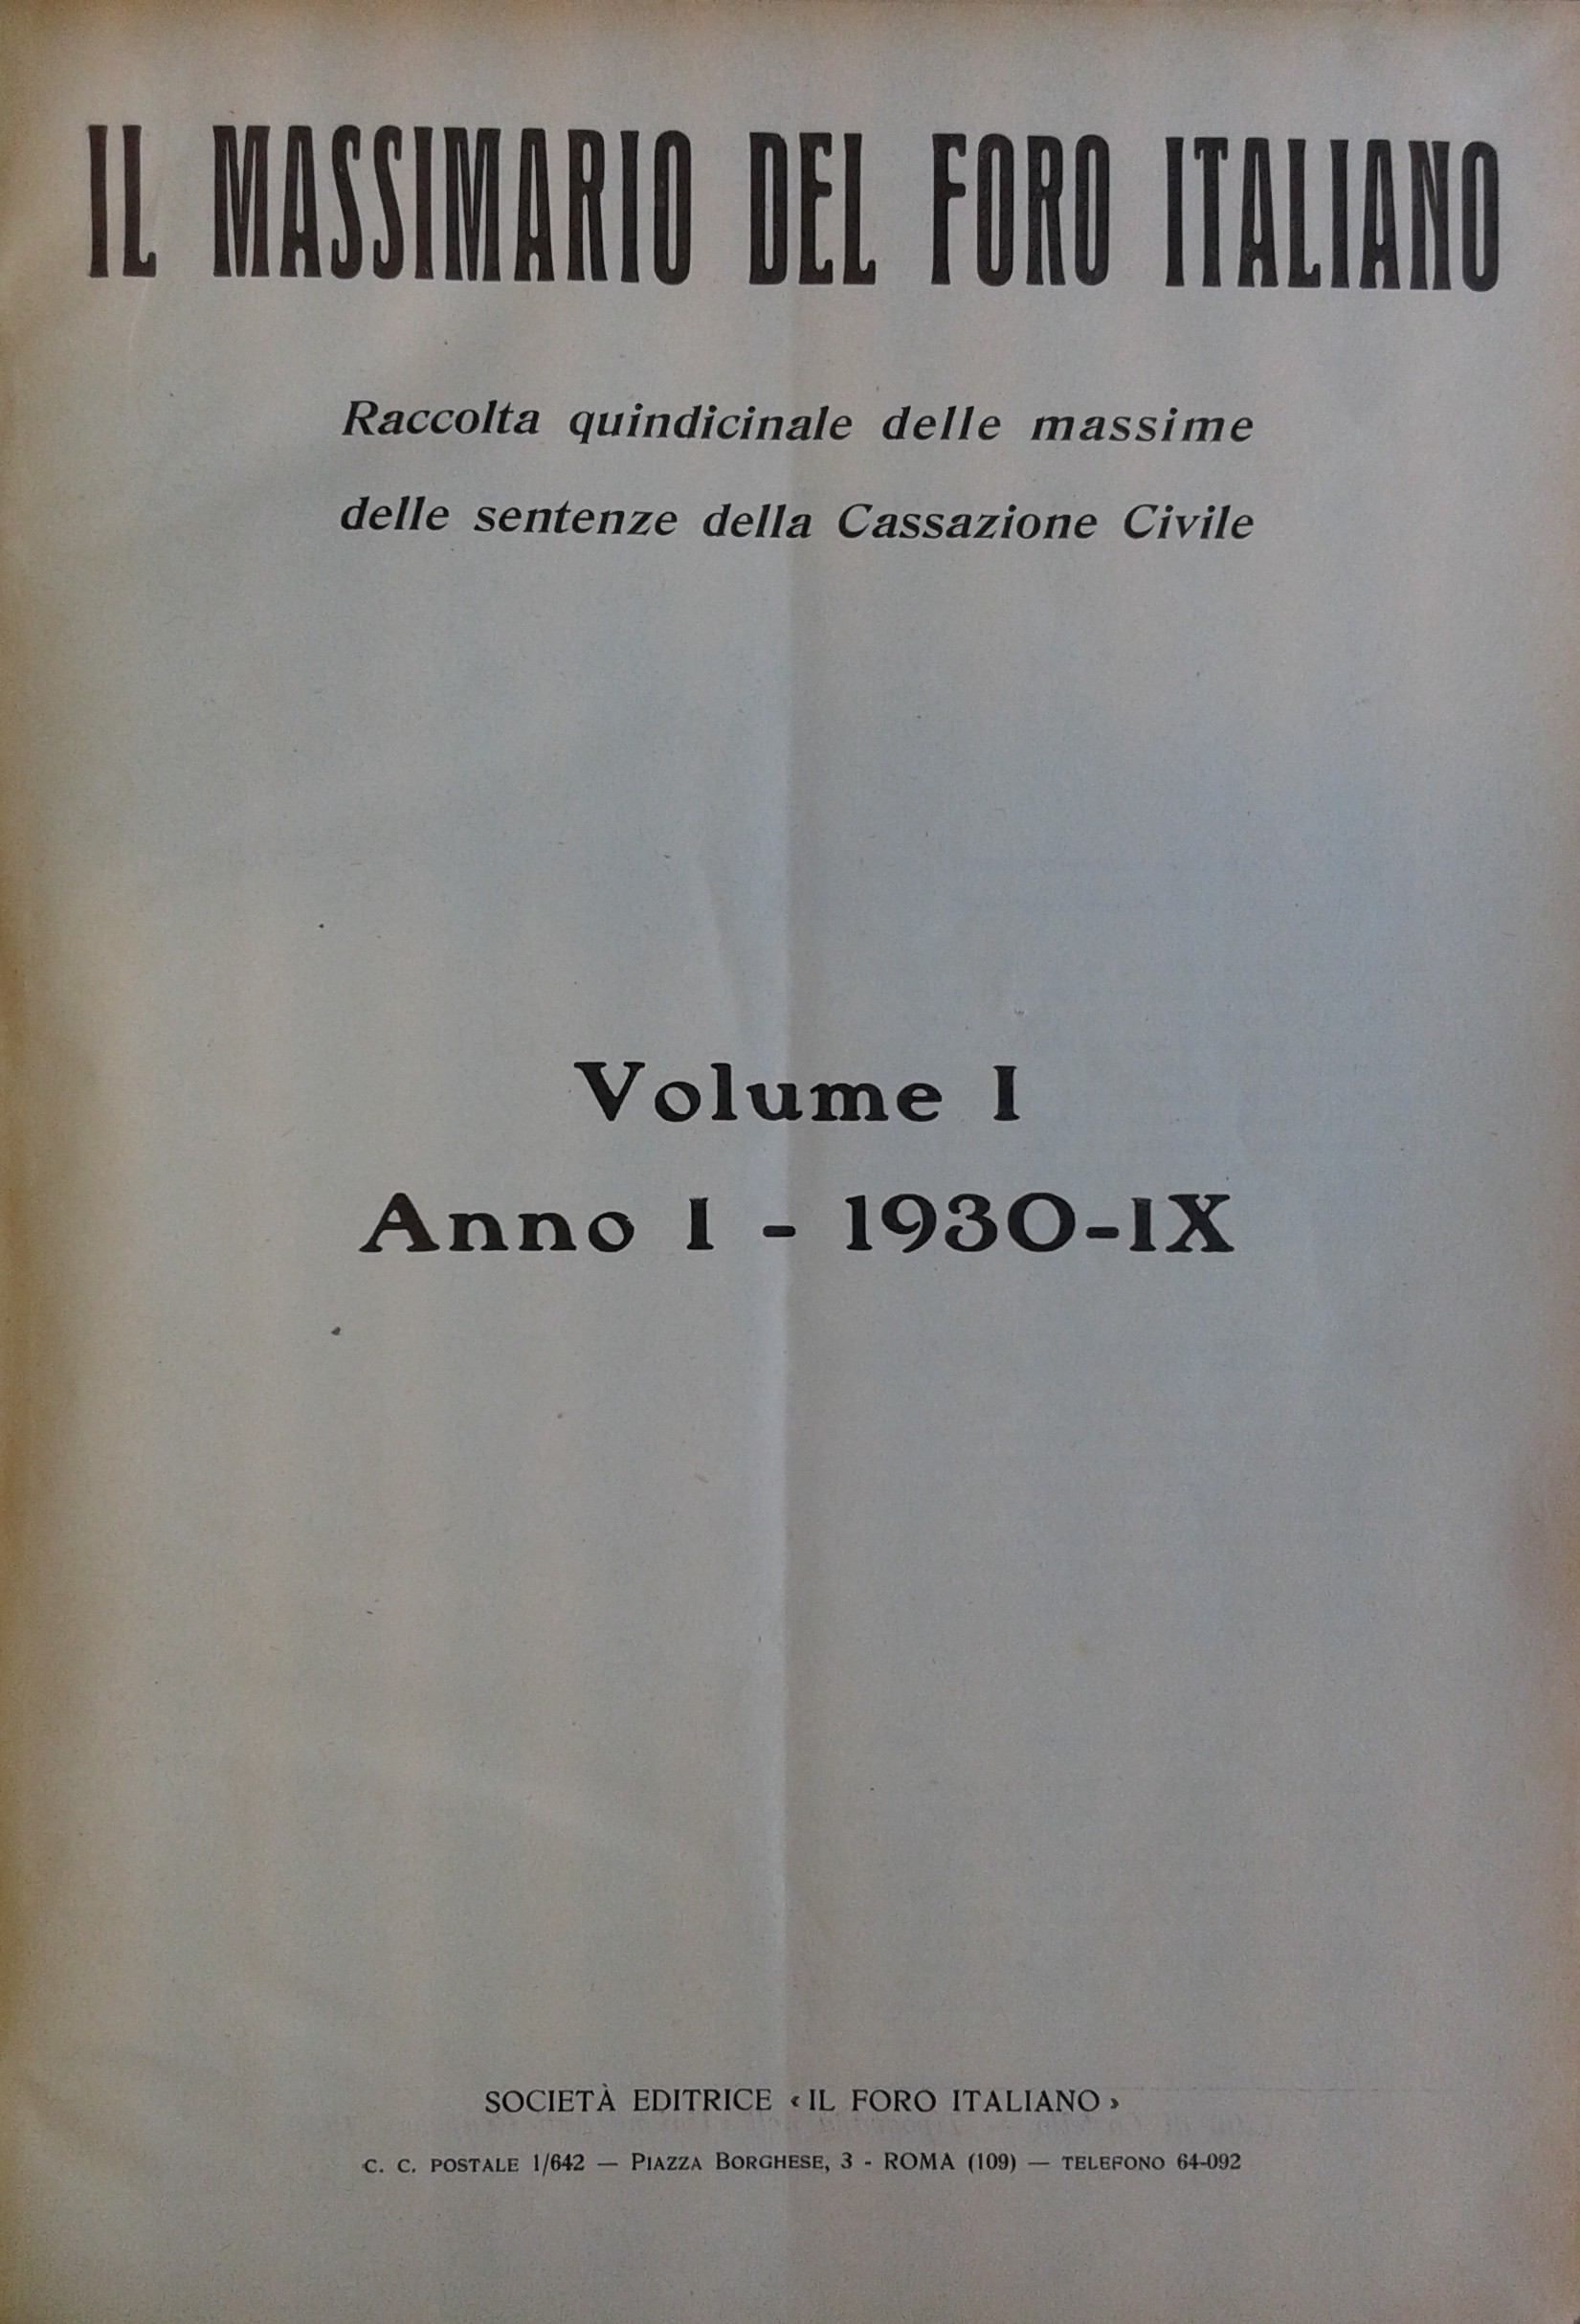 IL MASSIMARIO DEL FORO ITALIANO
Raccolta quindicinale delle massime
delle sentenze della Cassazione Civile
Volume I
Anno I - 1930-IX
SOCIETÀ EDITRICE «IL FORO ITALIANO»
C. C. POSTALE 1/642 — PIAZZA BORGHESE, 3 - ROMA (109) — TELEFONO 64-092